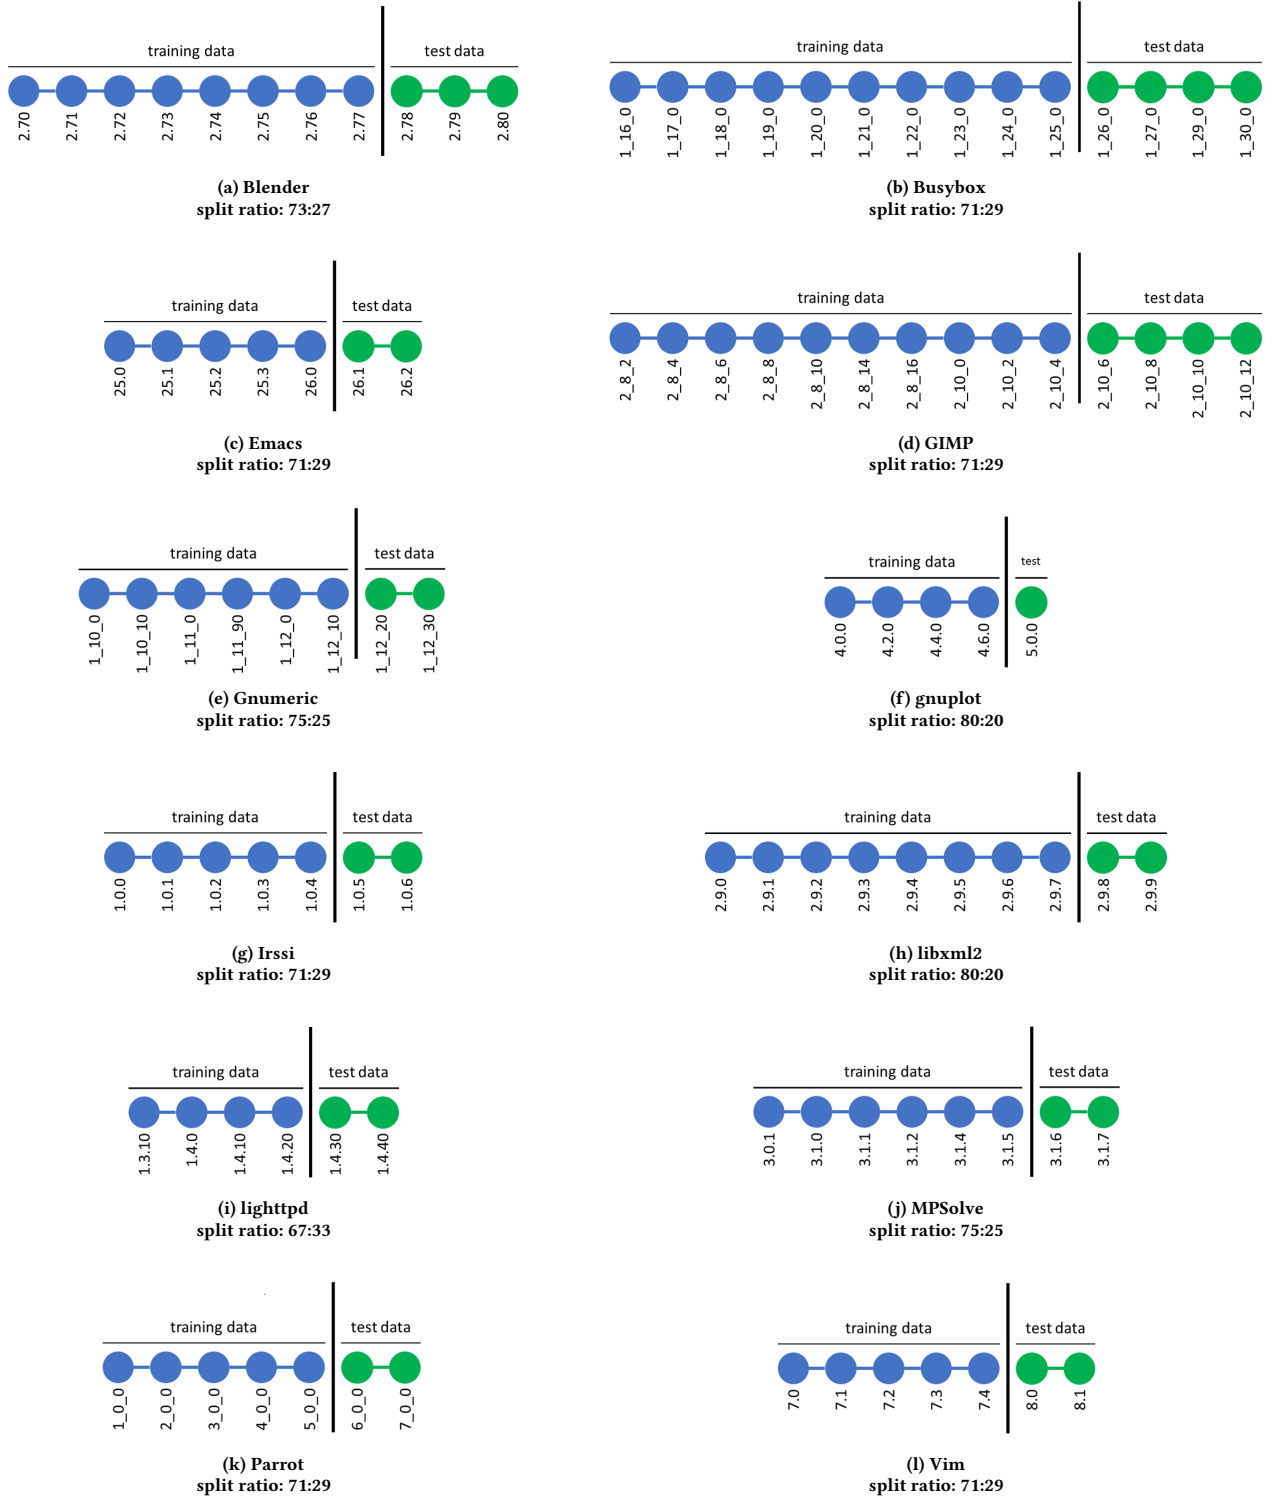 training data
test data
2.70
2.71
2.72
2.73
2.74
2.75
2.76
2.77
2.78
2.79
2.80
(a) Blender
split ratio: 73:27
training data
test data
1_16_0
1_17_0
1_18_0
1_19_0
1_20_0
1_21_0
1_22_0
1_23_0
1_24_0
1_25_0
1_26_0
1_27_0
1_29_0
1_30_0
(b) Busybox
split ratio: 71:29
training data
test data
25.0
25.1
25.2
25.3
26.0
26.1
26.2
(c) Emacs
split ratio: 71:29
training data
test data
2_8_2
2_8_4
2_8_6
2_8_8
2_8_10
2_8_14
2_8_16
2_10_0
2_10_2
2_10_4
2_10_6
2_10_8
2_10_10
2_10_12
(d) GIMP
split ratio: 71:29
training data
test data
1_10_0
1_10_10
1_11_0
1_11_90
1_12_0
1_12_10
1_12_20
1_12_30
(e) Gnumeric
split ratio: 75:25
training data
test
4.0.0
4.2.0
4.4.0
4.6.0
5.0.0
(f) gnuplot
split ratio: 80:20
training data
test data
1.0.0
1.0.1
1.0.2
1.0.3
1.0.4
1.0.5
1.0.6
(g) Irssi
split ratio: 71:29
training data
test data
2.9.0
2.9.1
2.9.2
2.9.3
2.9.4
2.9.5
2.9.6
2.9.7
2.9.8
2.9.9
(h) libxml2
split ratio: 80:20
training data
test data
1.3.10
1.4.0
1.4.10
1.4.20
1.4.30
1.4.40
(i) lighttpd
split ratio: 67:33
training data
test data
3.0.1
3.1.0
3.1.1
3.1.2
3.1.4
3.1.5
3.1.6
3.1.7
(j) MPSolve
split ratio: 75:25
training data
test data
1_0_0
2_0_0
3_0_0
4_0_0
5_0_0
6_0_0
7_0_0
(k) Parrot
split ratio: 71:29
training data
test data
7.0
7.1
7.2
7.3
7.4
8.0
8.1
(l) Vim
split ratio: 71:29